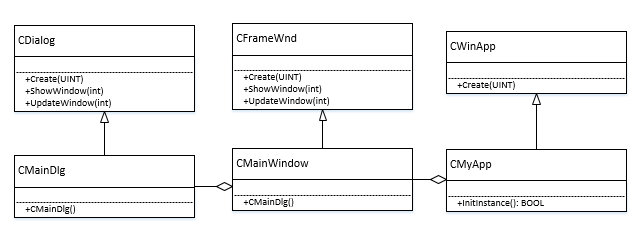 CDialog
+Create(UINT)
+ShowWindow(int)
+UpdateWindow(int)
CFrameWnd
+Create(UINT)
+ShowWindow(int)
+UpdateWindow(int)
CWinApp
+Create(UINT)
CMainDlg
+CMainDlg()
CMainWindow
+CMainDlg()
CMyApp
+InitInstance(): BOOL